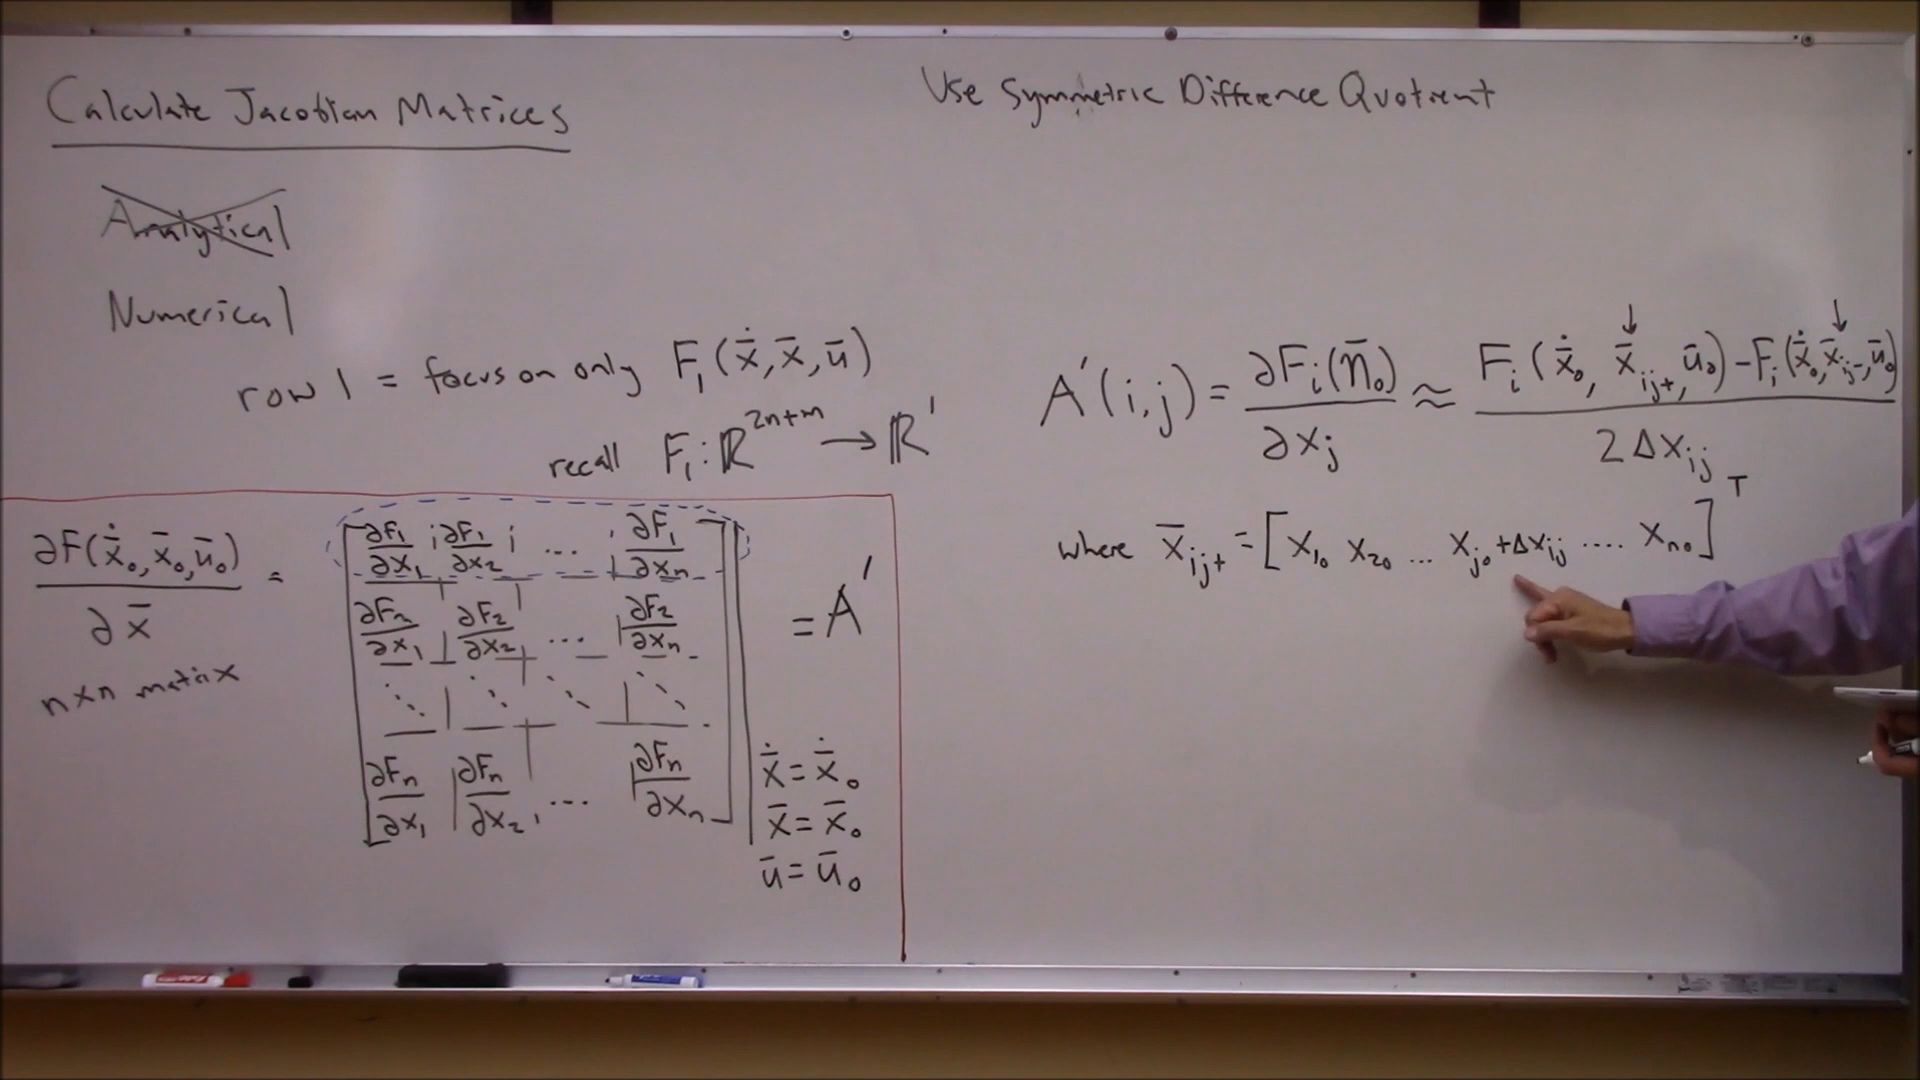 Calculate Jacobian Matrices
Analytical
Numerical
row 1 = focus on only F₁(ẋ̄, x̄, ū)
recall F₁: ℝ²ⁿ⁺ᵐ → ℝ¹
∂F(ẋ̄₀, x̄₀, ū₀)
∂x̄
=
n×n matrix
∂F₁/∂x₁ ∂F₁/∂x₂ ... ∂F₁/∂xₙ
∂F₂/∂x₁ ∂F₂/∂x₂ ... ∂F₂/∂xₙ
∂Fₙ/∂x₁ ∂Fₙ/∂x₂ ... ∂Fₙ/∂xₙ
= A'
ẋ̄ = ẋ̄₀
x̄ = x̄₀
ū = ū₀
Use Symmetric Difference Quotient
A'(i,j) = ∂Fᵢ(η̄₀)/∂xⱼ ≈ Fᵢ(ẋ̄₀, x̄ᵢⱼ₊, ū₀) - Fᵢ(ẋ̄₀, x̄ᵢⱼ₋, ū₀)
2Δxᵢⱼ
where x̄ᵢⱼ₊ = [x₁₀ x₂₀ ... xⱼ₀+Δxᵢⱼ .... xₙ₀]ᵀ